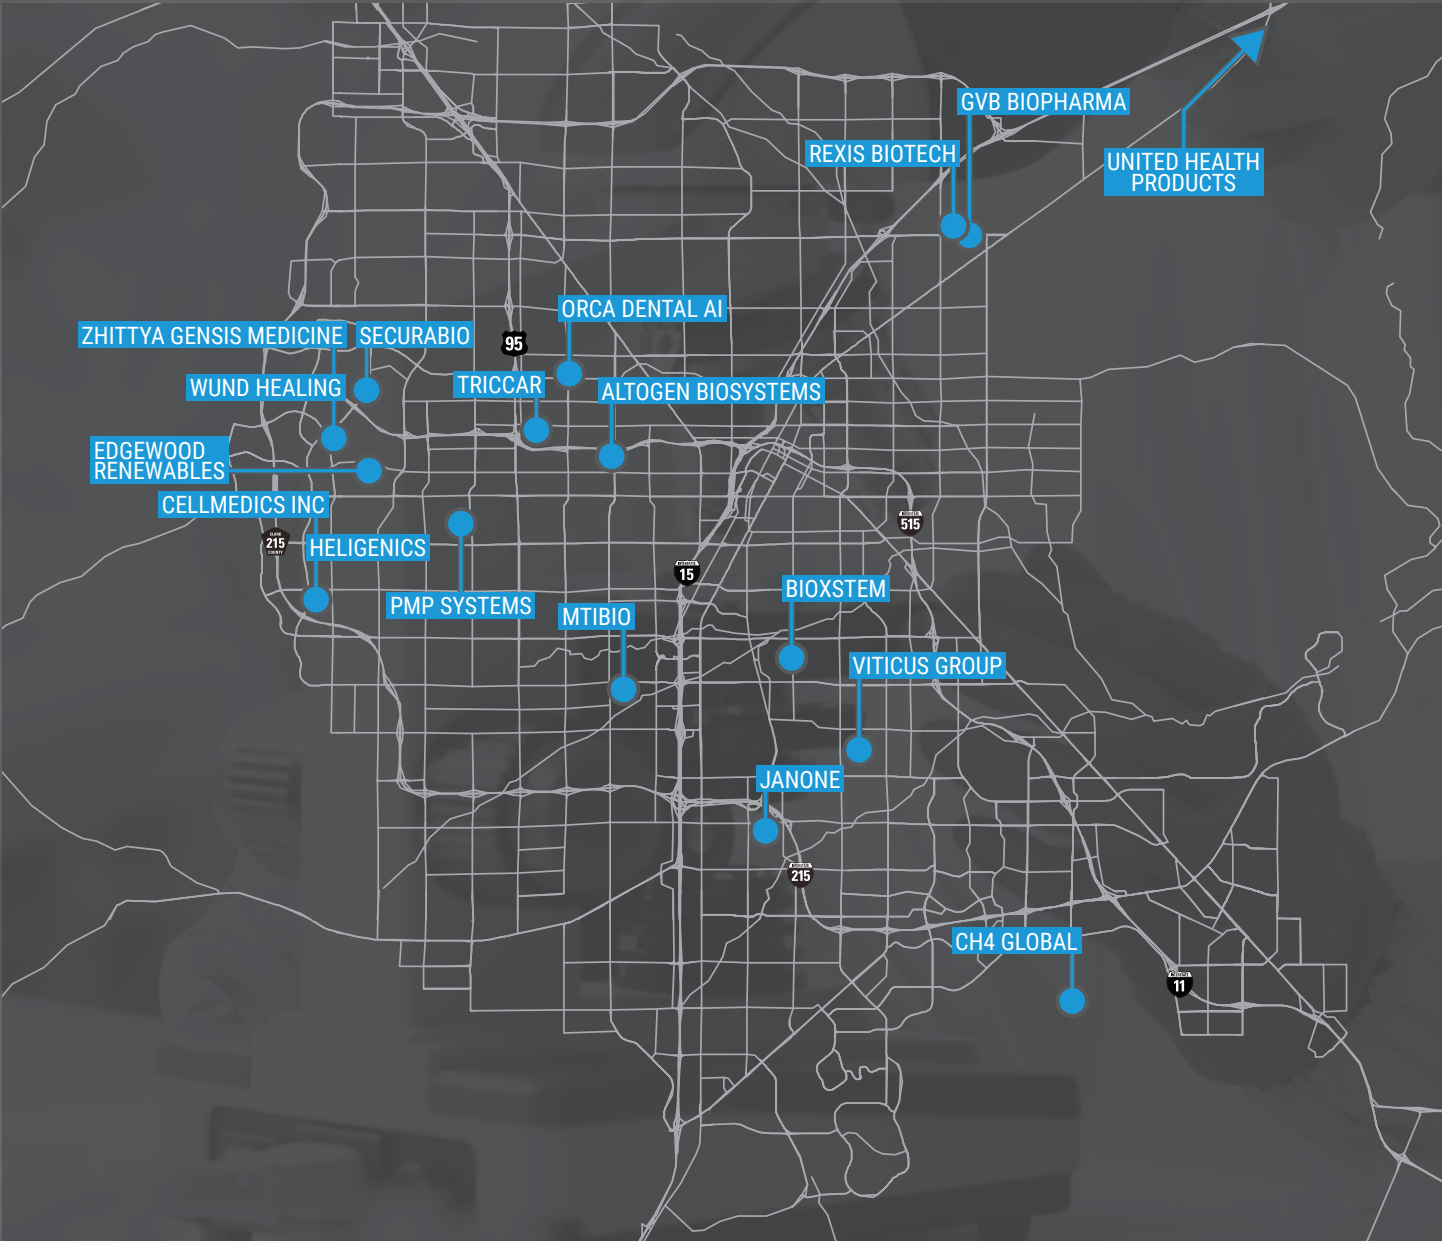 GVB BIOPHARMA
REXIS BIOTECH
UNITED HEALTH
PRODUCTS
ORCA DENTAL AI
ZHITTYA GENSIS MEDICINE
SECURABIO
95
WUND HEALING
TRICCAR
ALTOGEN BIOSYSTEMS
EDGEWOOD
RENEWABLES
CELLMEDICS INC
515
CLARK
215
COUNTY
HELIGENICS
15
PMP SYSTEMS
BIOXSTEM
MTIBIO
VITICUS GROUP
JANONE
215
CH4 GLOBAL
11